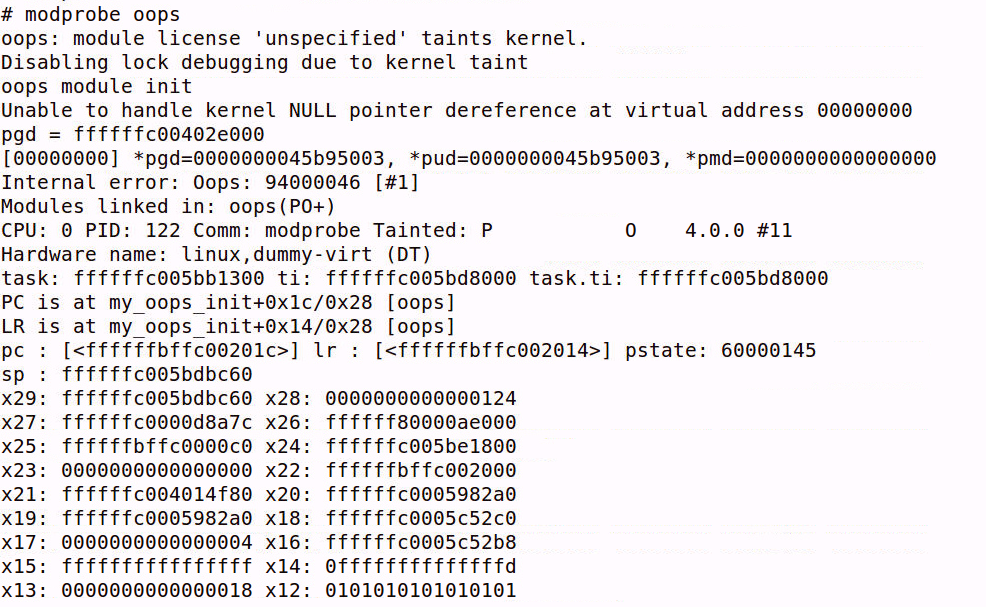 # modprobe oops
oops: module license 'unspecified' taints kernel.
Disabling lock debugging due to kernel taint
oops module init
Unable to handle kernel NULL pointer dereference at virtual address 00000000
pgd = ffffffc00402e000
[00000000] *pgd=0000000045b95003, *pud=0000000045b95003, *pmd=0000000000000000
Internal error: Oops: 94000046 [#1]
Modules linked in: oops(PO+)
CPU: 0 PID: 122 Comm: modprobe Tainted: P           O    4.0.0 #11
Hardware name: linux,dummy-virt (DT)
task: ffffffc005bb1300 ti: ffffffc005bd8000 task.ti: ffffffc005bd8000
PC is at my_oops_init+0x1c/0x28 [oops]
LR is at my_oops_init+0x14/0x28 [oops]
pc : [<ffffffbffc00201c>] lr : [<ffffffbffc002014>] pstate: 60000145
sp : ffffffc005bdbc60
x29: ffffffc005bdbc60 x28: 0000000000000124
x27: ffffffc0000d8a7c x26: ffffff80000ae000
x25: ffffffbffc0000c0 x24: ffffffc005be1800
x23: 0000000000000000 x22: ffffffbffc002000
x21: ffffffc004014f80 x20: ffffffc0005982a0
x19: ffffffc0005982a0 x18: ffffffc0005c52c0
x17: 0000000000000004 x16: ffffffc0005c52b8
x15: ffffffffffffffff x14: 0ffffffffffffffd
x13: 0000000000000018 x12: 0101010101010101